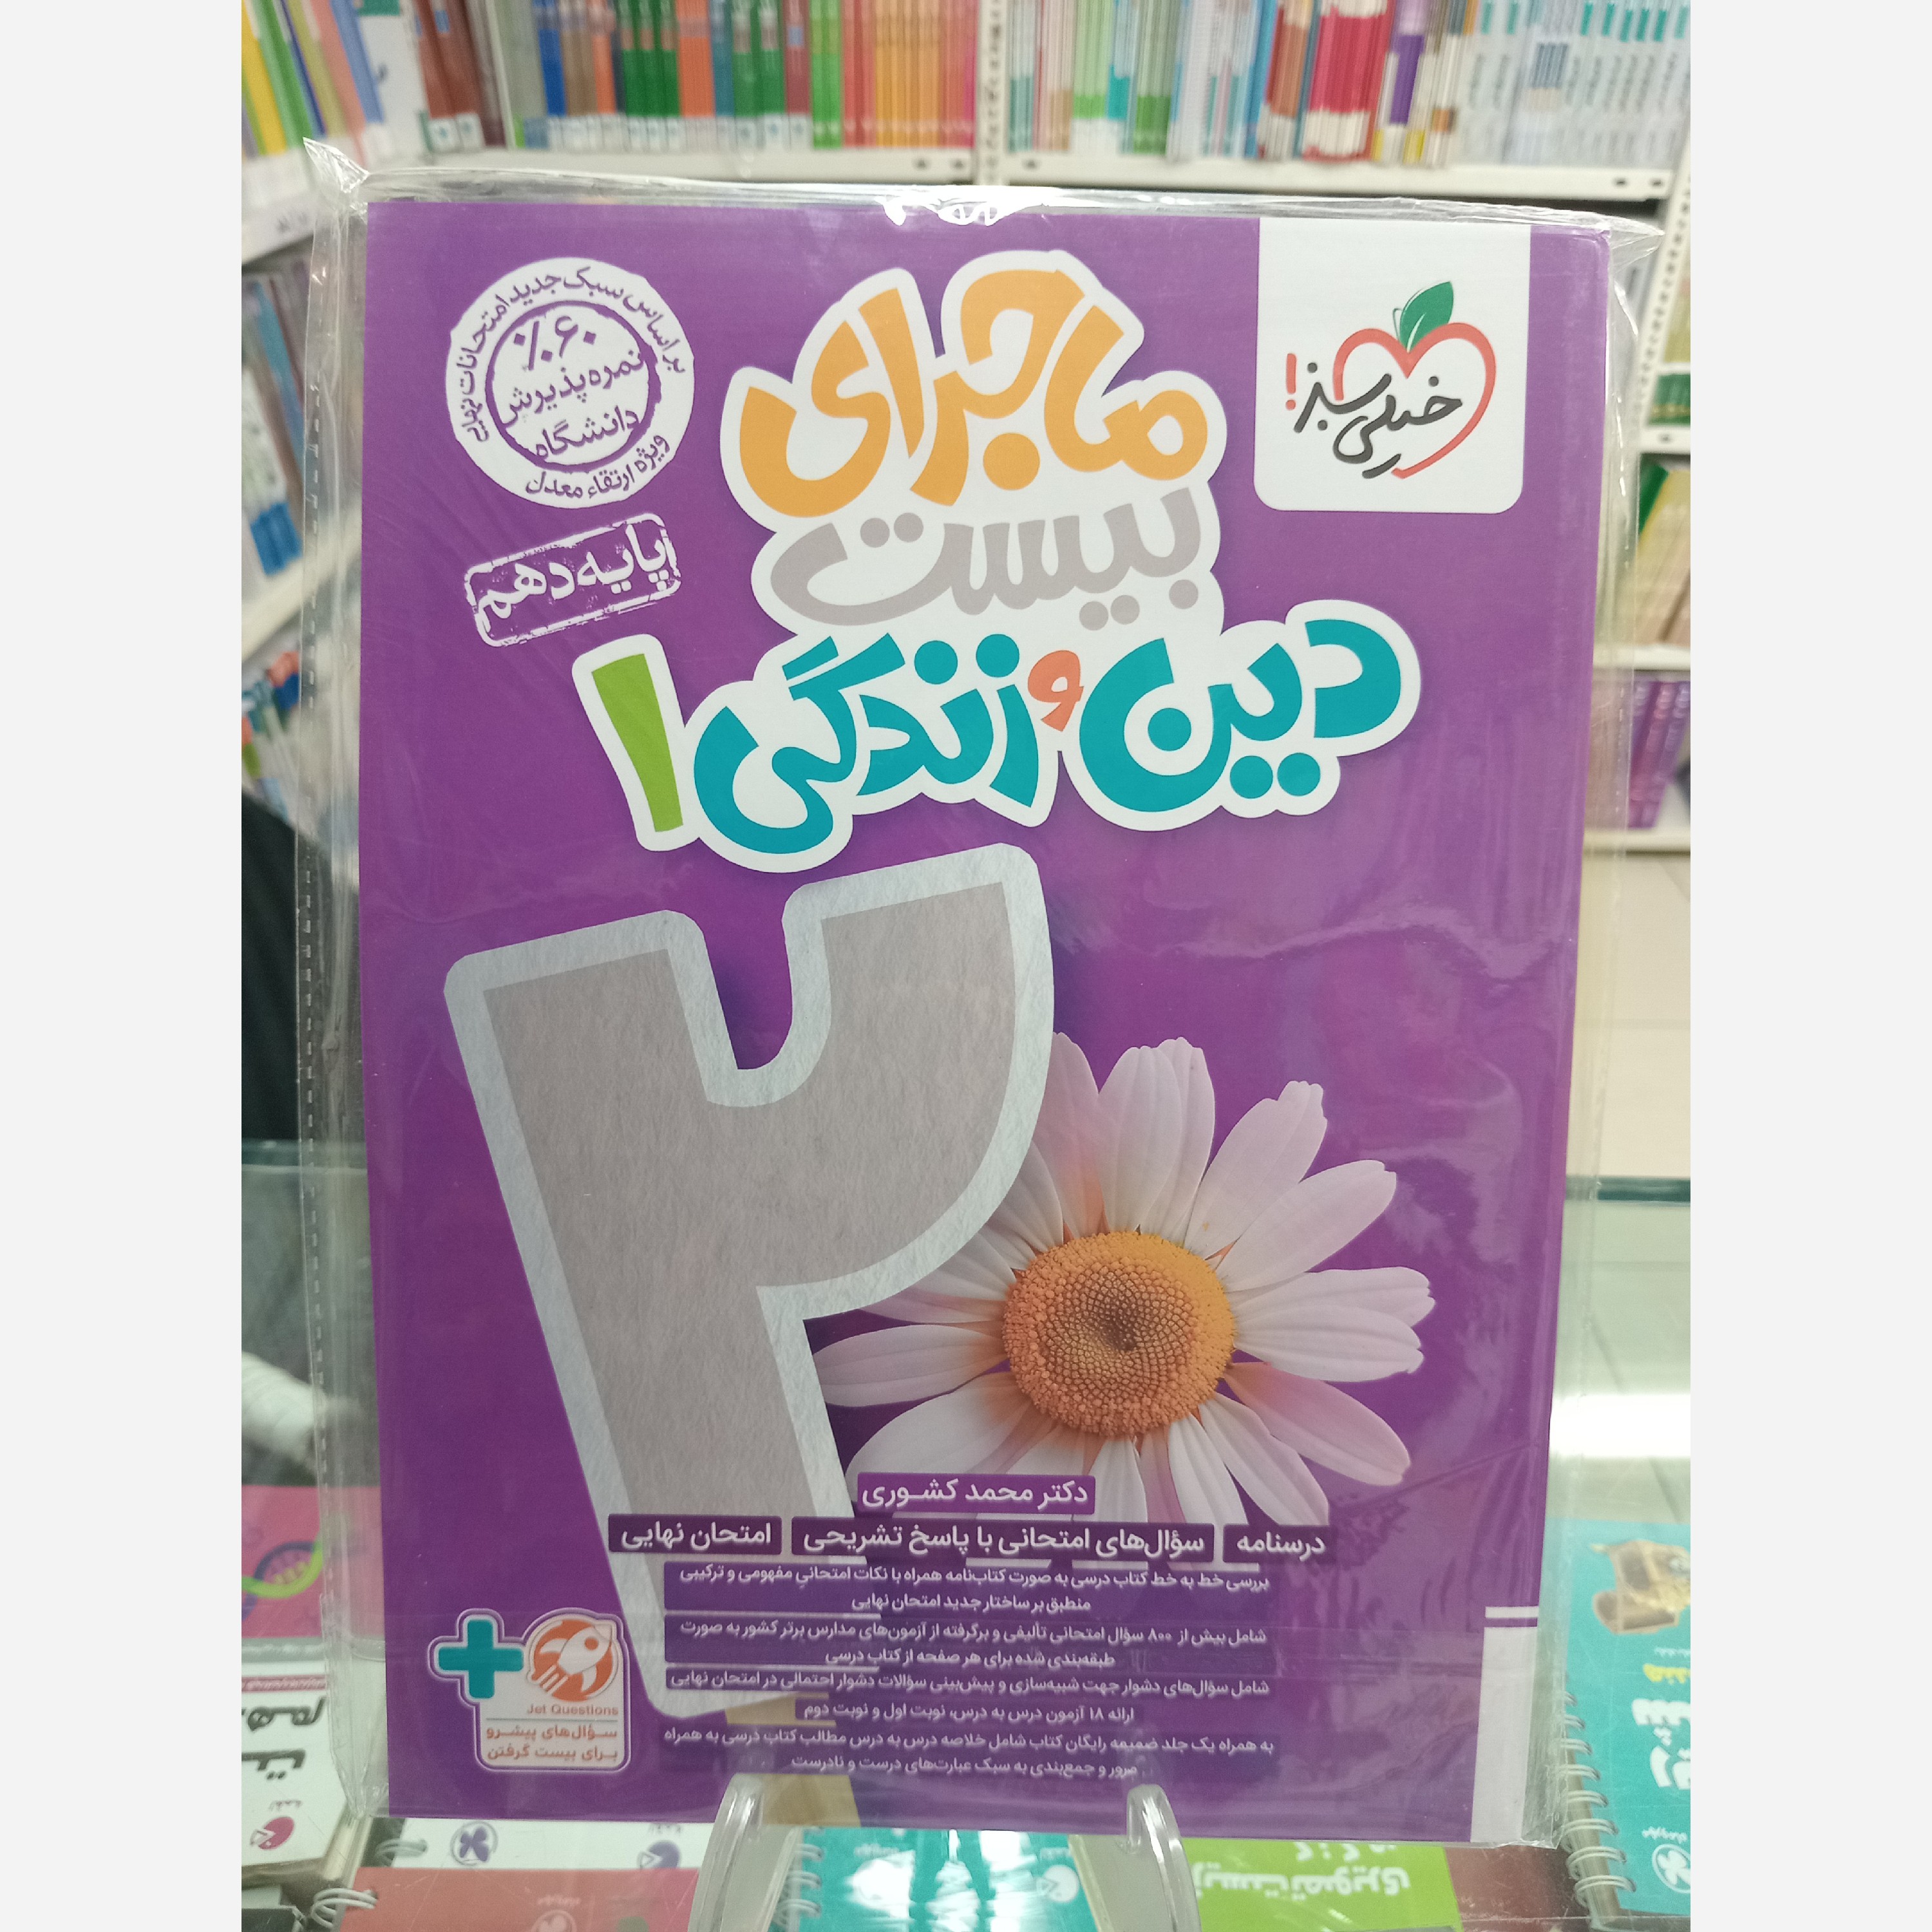 خیلی سبز!
ماجرای
بیست
دین و زندگی ۱
بر اساس سبک جدید امتحانات نهایی
۶۰٪
نمره پذیرش
دانشگاه
ویژه ارتقاء معدل
پایه دهم
۲
دکتر محمد کشوری
درسنامه
سؤال‌های امتحانی با پاسخ تشریحی
امتحان نهایی
بررسی خط به خط کتاب درسی به صورت کتاب‌نامه همراه با نکات امتحانیِ مفهومی و ترکیبی
منطبق بر ساختار جدید امتحان نهایی
شامل بیش از ۸۰۰ سؤال امتحانی تألیفی و برگرفته از آزمون‌های مدارس برتر کشور به صورت
طبقه‌بندی شده برای هر صفحه از کتاب درسی
شامل سؤال‌های دشوار جهت شبیه‌سازی و پیش‌بینی سؤالات دشوار احتمالی در امتحان نهایی
ارائه ۱۸ آزمون درس به درس، نوبت اول و نوبت دوم
به همراه یک جلد ضمیمه رایگان کتاب شامل خلاصه درس به درس مطالب کتاب درسی به همراه
مرور و جمع‌بندی به سبک عبارت‌های درست و نادرست
Jet Questions
سؤال‌های پیشرو
برای بیست گرفتن